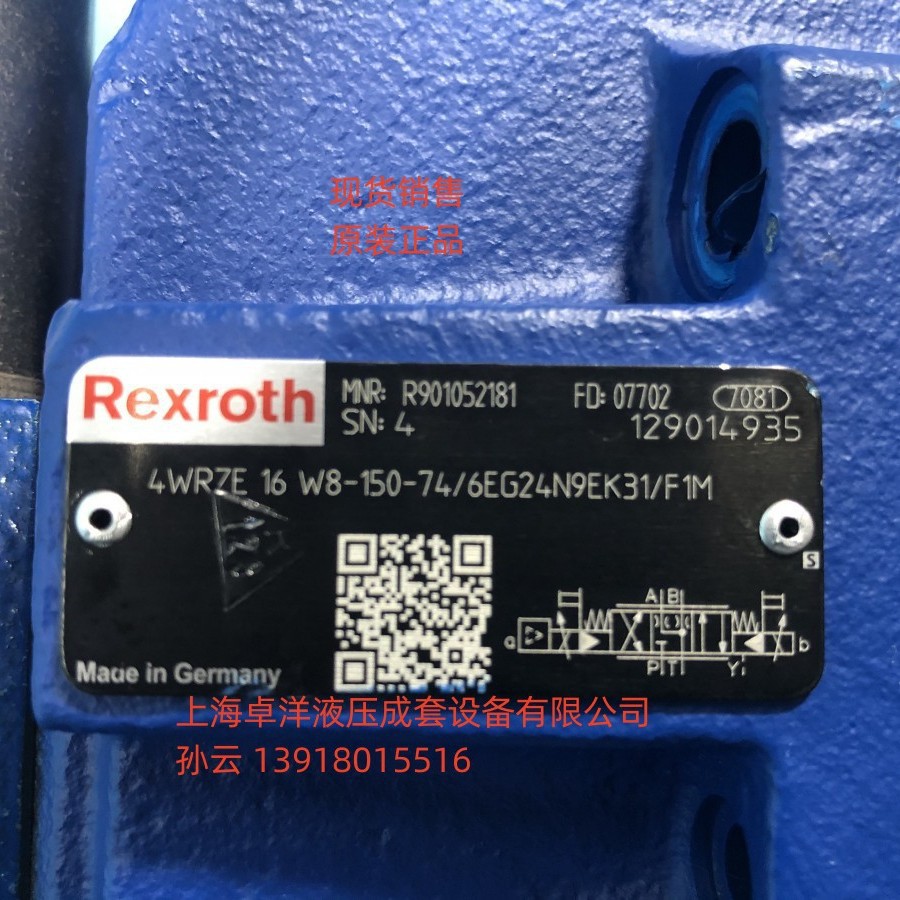 现货销售
原装正品
Rexroth
MNR: R901052181 FD: 07702 7081
SN: 4 129014935
4WRZE 16 W8-150-74/6EG24N9EK31/F1M
S
A B
a b
P T Y
T
Made in Germany
上海卓洋液压成套设备有限公司
孙云 13918015516